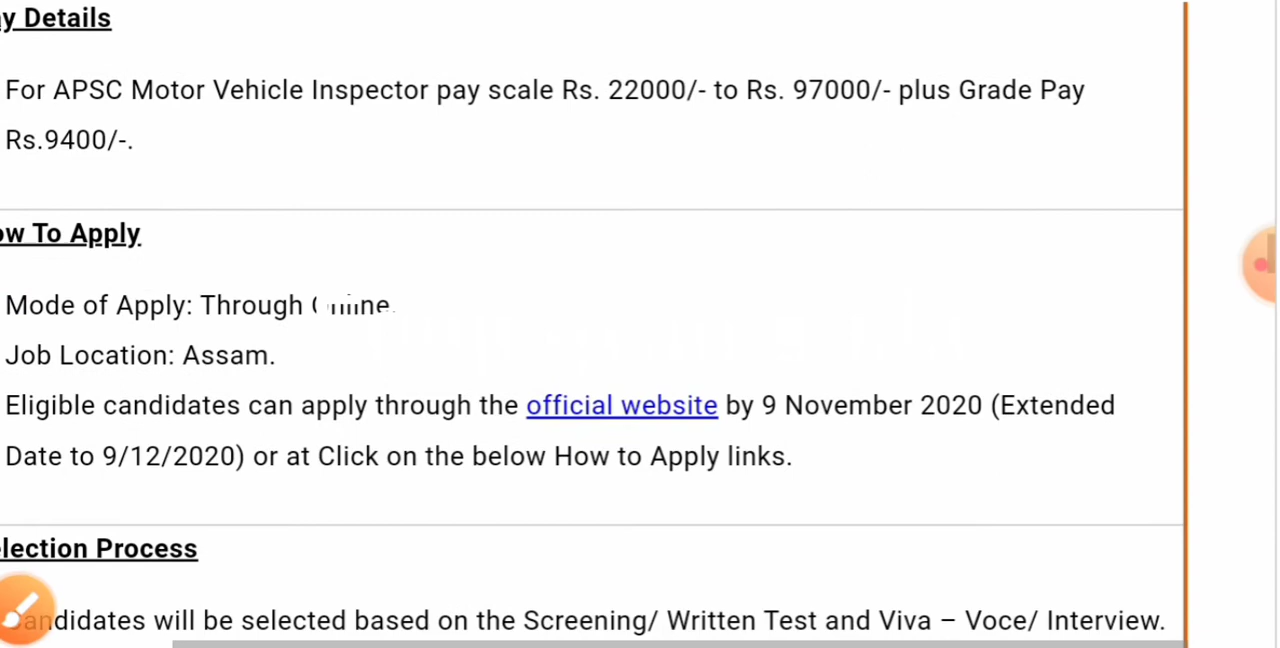 y Details
For APSC Motor Vehicle Inspector pay scale Rs. 22000/- to Rs. 97000/- plus Grade Pay
Rs.9400/-.
ow To Apply
Mode of Apply: Through
Job Location: Assam.
Eligible candidates can apply through the official website by 9 November 2020 (Extended
Date to 9/12/2020) or at Click on the below How to Apply links.
lection Process
andidates will be selected based on the Screening/ Written Test and Viva – Voce/ Interview.